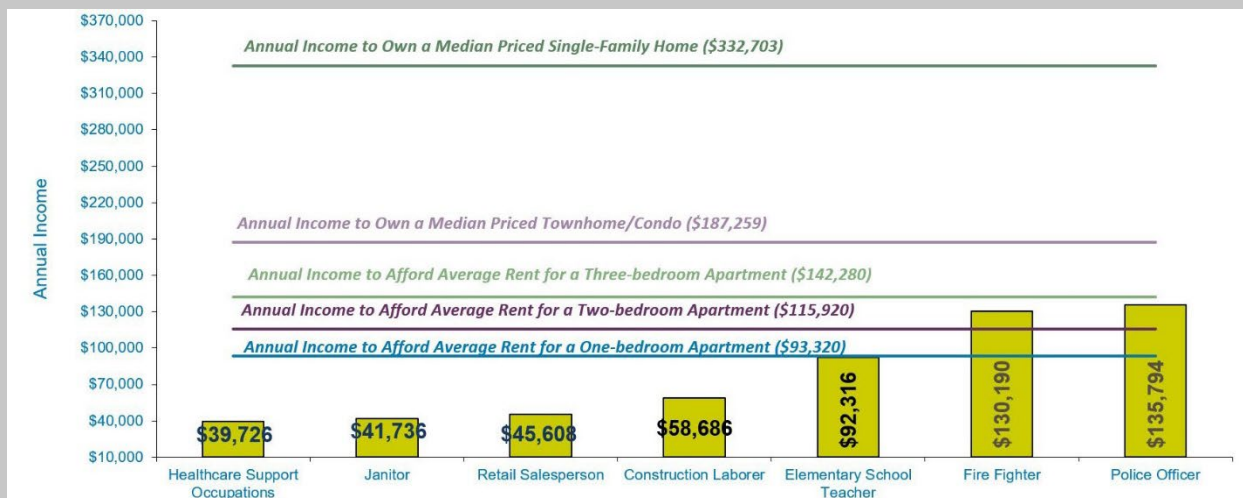 $370,000
Annual Income to Own a Median Priced Single-Family Home ($332,703)
$340,000
$310,000
$280,000
$250,000
$220,000
Annual Income to Own a Median Priced Townhome/Condo ($187,259)
$190,000
Annual Income to Afford Average Rent for a Three-bedroom Apartment ($142,280)
$160,000
Annual Income to Afford Average Rent for a Two-bedroom Apartment ($115,920)
$130,000
Annual Income to Afford Average Rent for a One-bedroom Apartment ($93,320)
$100,000
$70,000
$40,000
$10,000
Annual Income
$39,726
$41,736
$45,608
$58,686
$92,316
$130,190
$135,794
Healthcare Support
Occupations
Janitor
Retail Salesperson
Construction Laborer
Elementary School
Teacher
Fire Fighter
Police Officer